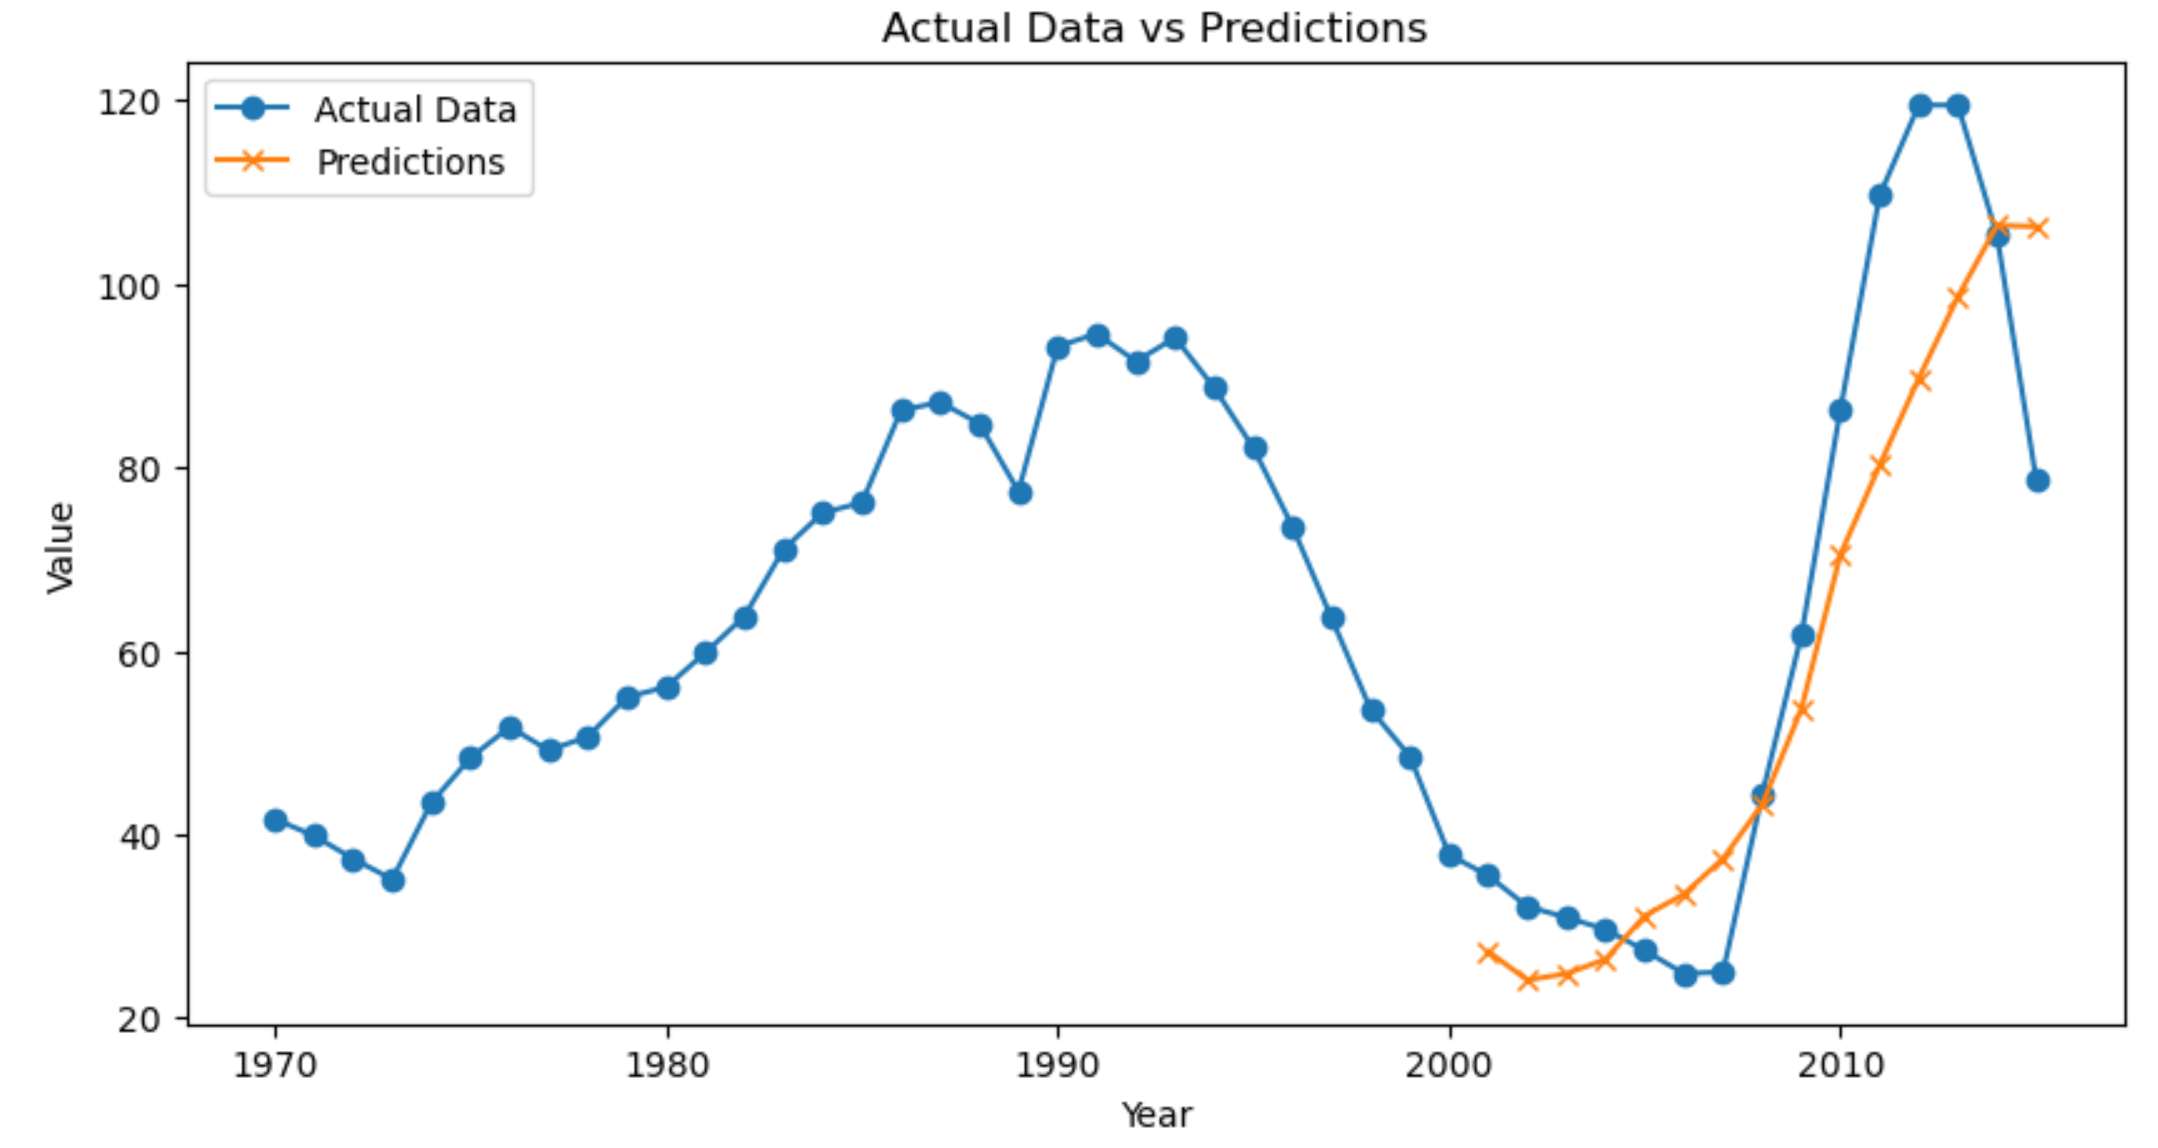 Actual Data vs Predictions
Actual Data
Predictions
120
100
80
60
40
20
Value
1970
1980
1990
2000
2010
Year